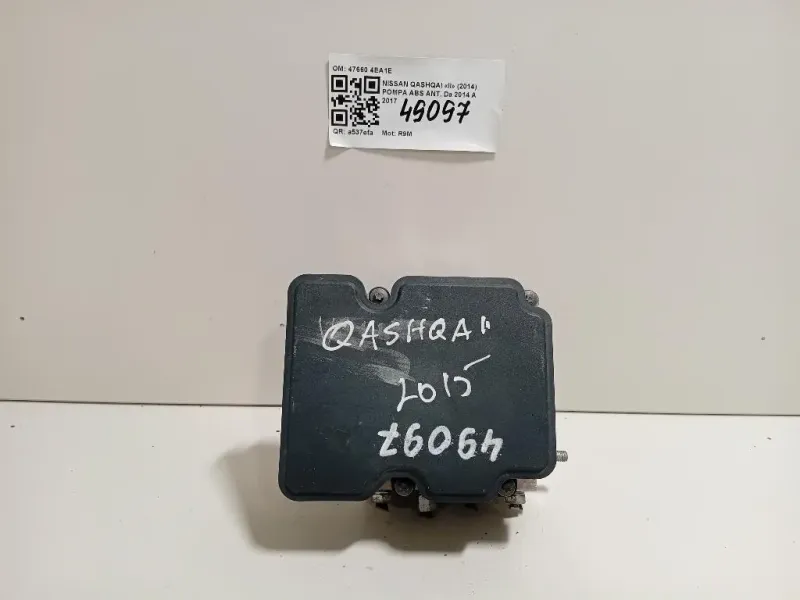 OM: 47660 4EA1E
NISSAN QASHQAI «II» (2014)
POMPA ABS ANT. Da 2014 A
2017
49097
QR: a537efa Mot: R9M
QASHQAI
2015
49097